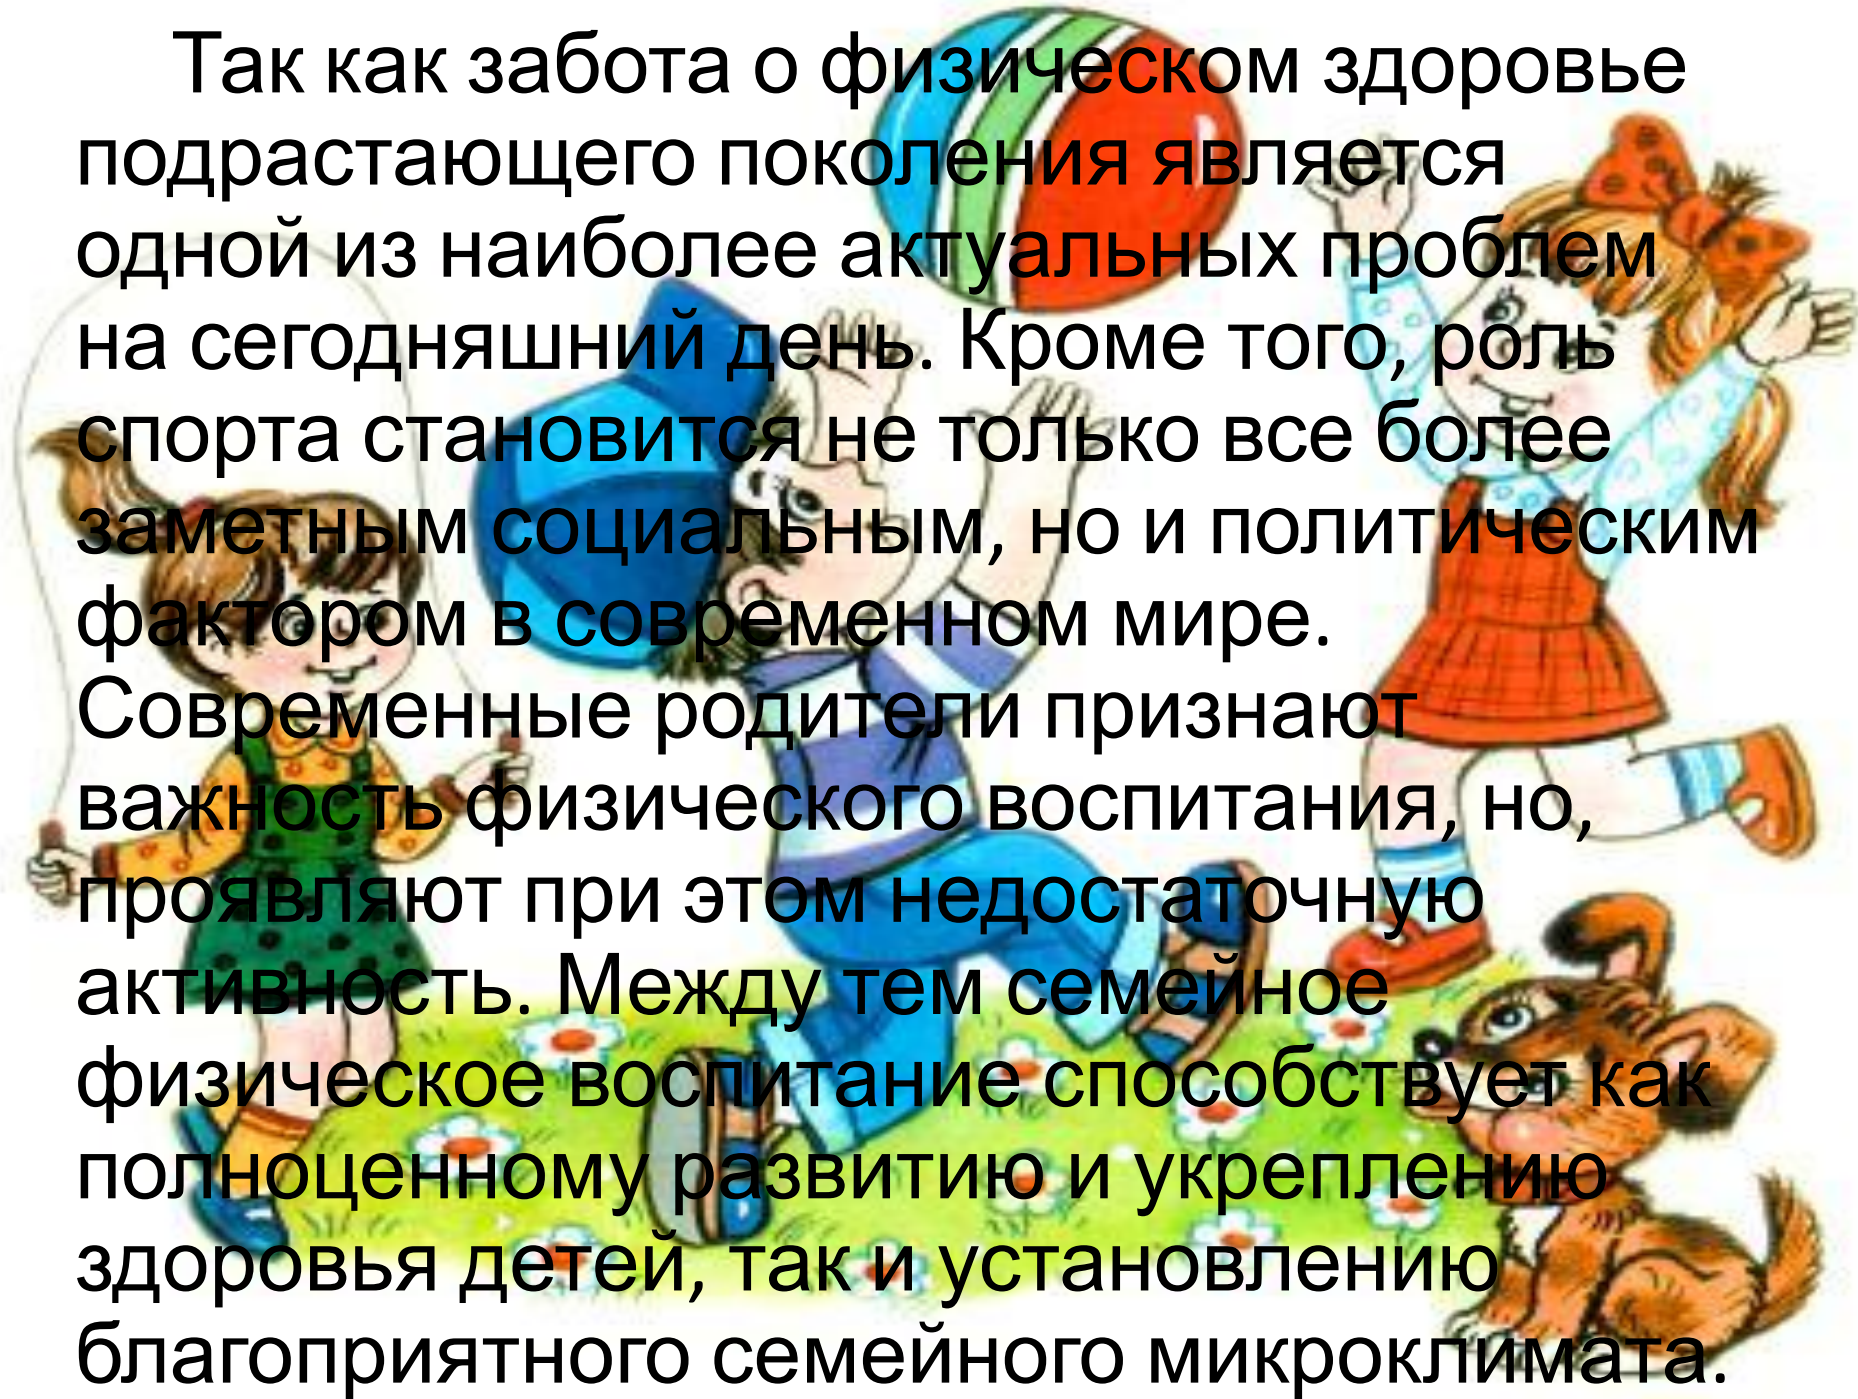 Так как забота о физическом здоровье
подрастающего поколения является
одной из наиболее актуальных проблем
на сегодняшний день. Кроме того, роль
спорта становится не только все более
заметным социальным, но и политическим
фактором в современном мире.
Современные родители признают
важность физического воспитания, но,
проявляют при этом недостаточную
активность. Между тем семейное
физическое воспитание способствует как
полноценному развитию и укреплению
здоровья детей, так и установлению
благоприятного семейного микроклимата.